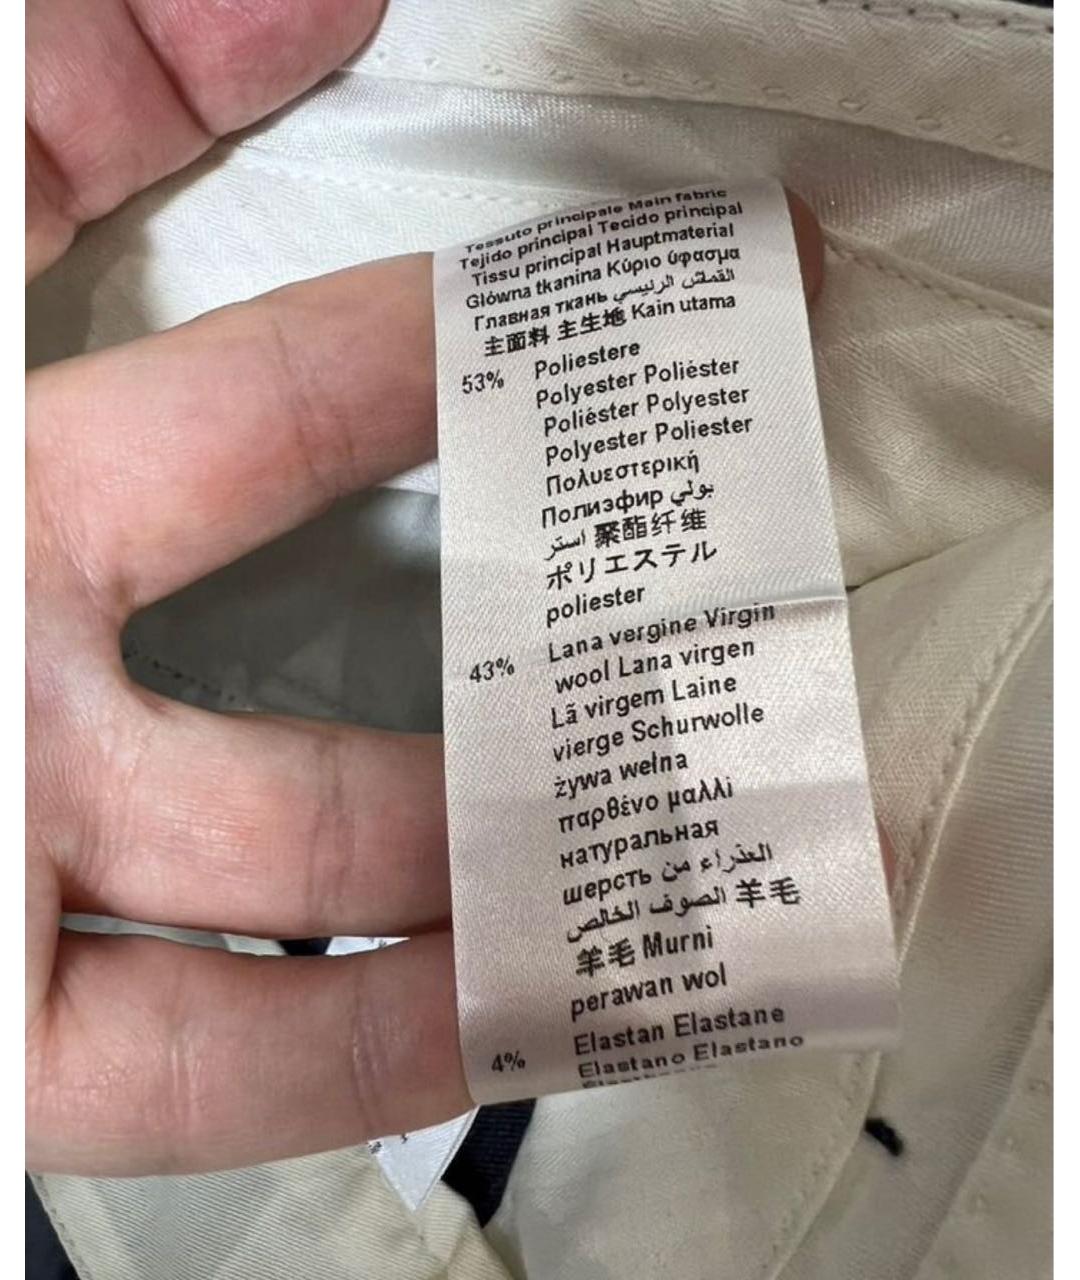 Tessuto principale Main fabric
Tejido principal Tecido principal
Tissu principal Hauptmaterial
Główna tkanina Κύριο ύφασμα
Главная ткань القماش الرئيسي
主面料 主生地 Kain utama
53% Poliestere
Polyester Poliéster
Poliéster Polyester
Polyester Poliester
Πολυεστερική
Полиэфир بولي
استر 聚酯纤维
ポリエステル
poliester
43% Lana vergine Virgin
wool Lana virgen
Lã virgem Laine
vierge Schurwolle
żywa wełna
παρθένο μαλλί
натуральная
шерсть العذراء من
الصوف الخالص 羊毛
羊毛 Murni
perawan wol
4% Elastan Elastane
Elastano Elastano